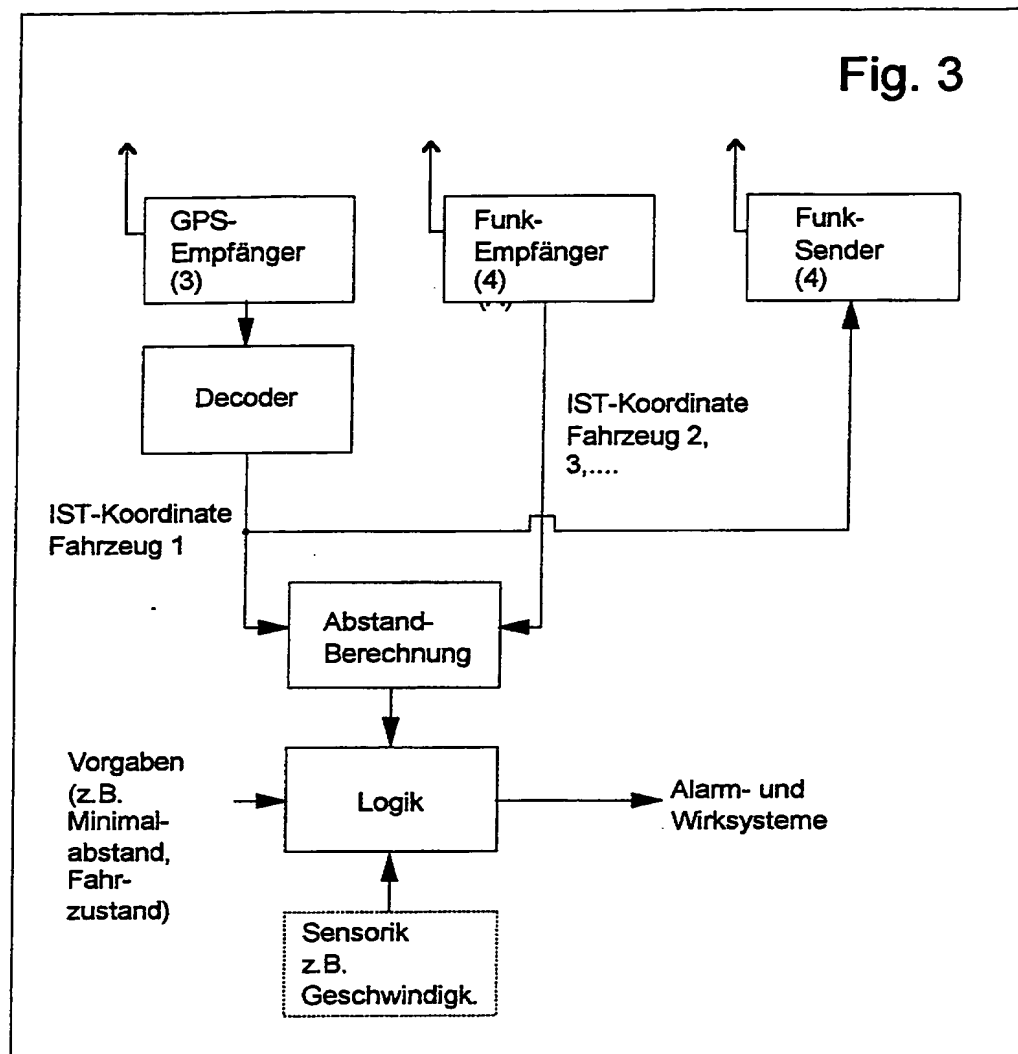 Fig. 3
GPS-
Empfänger
(3)
Funk-
Empfänger
(4)
Funk-
Sender
(4)
Decoder
IST-Koordinate
Fahrzeug 2,
3,....
IST-Koordinate
Fahrzeug 1
Abstand-
Berechnung
Vorgaben
(z.B.
Minimal-
abstand,
Fahr-
zustand)
Logik
Alarm- und
Wirksysteme
Sensorik
z.B.
Geschwindigk.